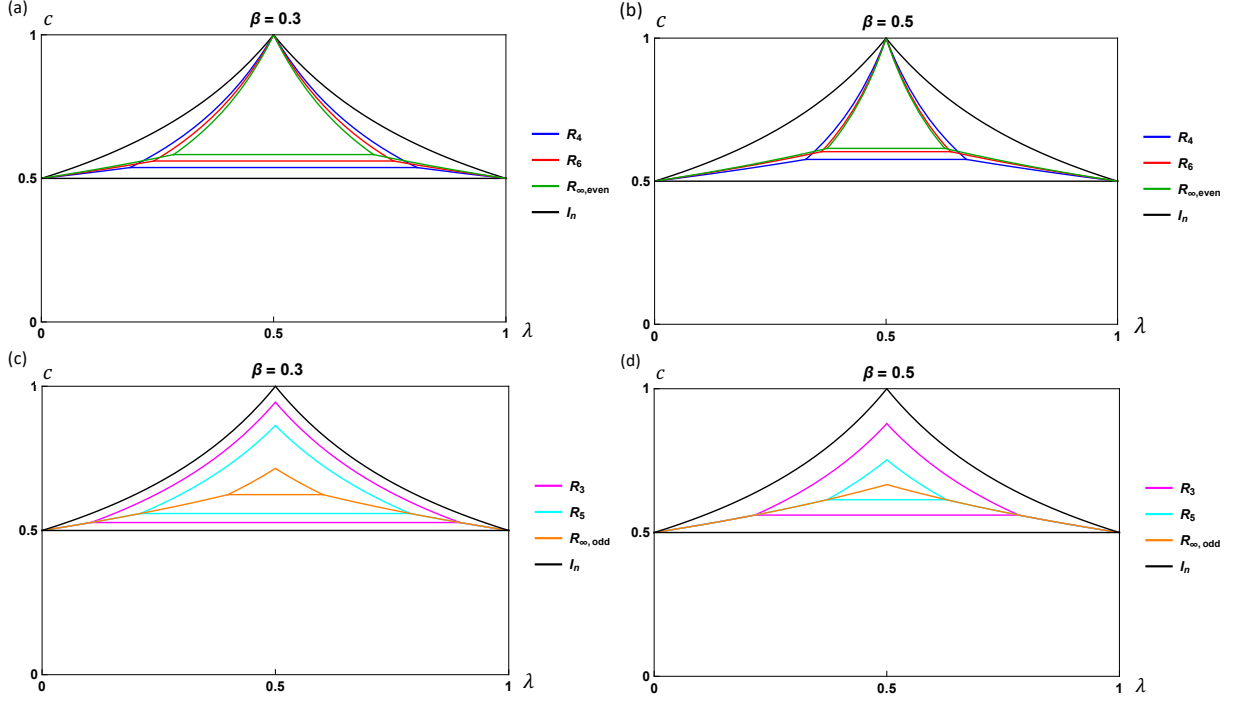 (a)
c
β = 0.3
1
0.5
0
0
0.5
1
λ
R4
R6
R∞,even
In
(b)
c
β = 0.5
1
0.5
0
0
0.5
1
λ
R4
R6
R∞,even
In
(c)
c
β = 0.3
1
0.5
0
0
0.5
1
λ
R3
R5
R∞, odd
In
(d)
c
β = 0.5
1
0.5
0
0
0.5
1
λ
R3
R5
R∞, odd
In